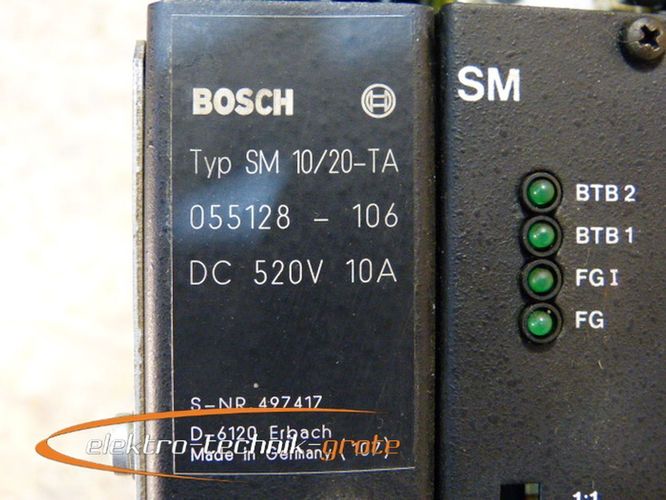 BOSCH
Typ SM 10/20-TA
055128 - 106
DC 520V 10A
S-NR 497417
D-6120 Erbach
Made in Germany (107)
elektro-technik-grote
SM
BTB 2
BTB 1
FG I
FG
1:1